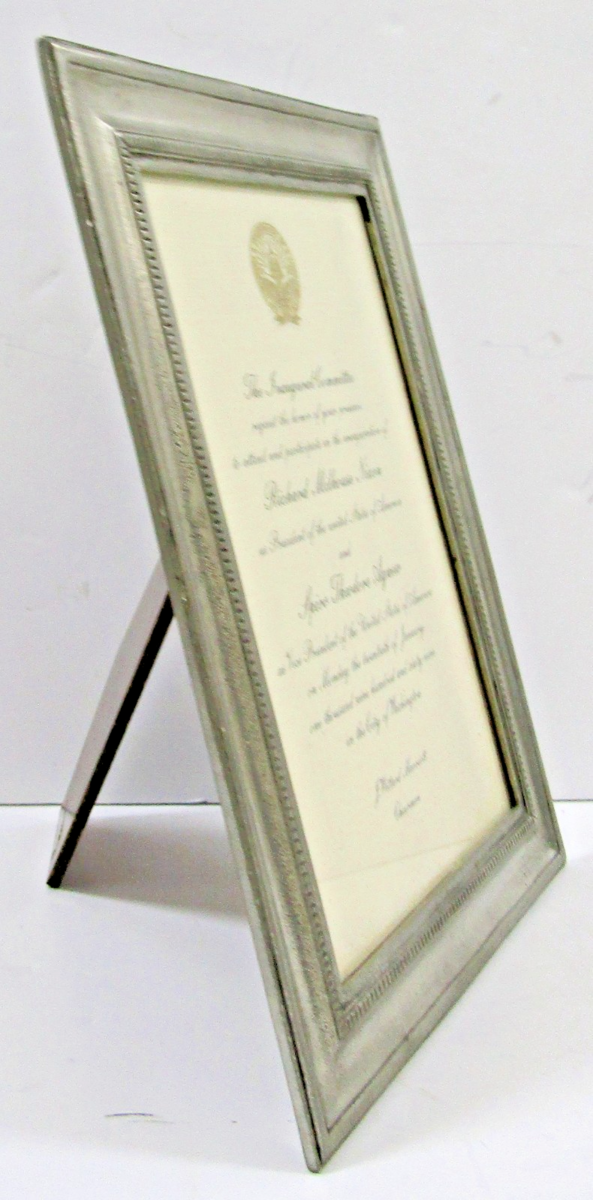 The Inaugural Committee
request the honor of your presence
to attend and participate in the inauguration of
Richard Milhous Nixon
as President of the United States of America
and
Spiro Theodore Agnew
as Vice President of the United States of America
on Monday the twentieth of January
one thousand nine hundred and sixty nine
in the City of Washington
J. Willard Marriott
Chairman